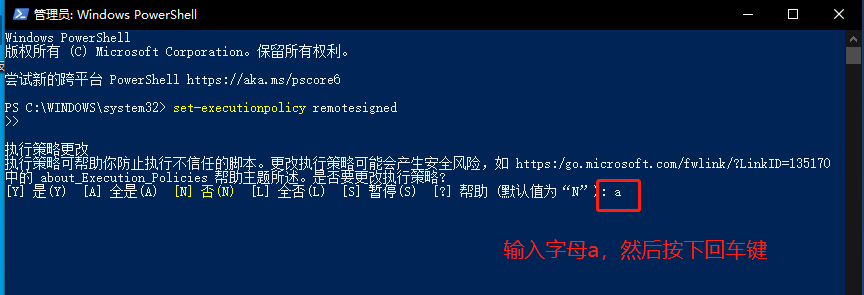 管理员: Windows PowerShell
Windows PowerShell
版权所有 (C) Microsoft Corporation。保留所有权利。
尝试新的跨平台 PowerShell https://aka.ms/pscore6
PS C:\WINDOWS\system32> set-executionpolicy remotesigned
>>
执行策略更改
执行策略可帮助你防止执行不信任的脚本。更改执行策略可能会产生安全风险，如 https:/go.microsoft.com/fwlink/?LinkID=135170
中的 about_Execution_Policies 帮助主题所述。是否要更改执行策略?
[Y] 是(Y)  [A] 全是(A)  [N] 否(N)  [L] 全否(L)  [S] 暂停(S)  [?] 帮助 (默认值为“N”): a
输入字母a，然后按下回车键